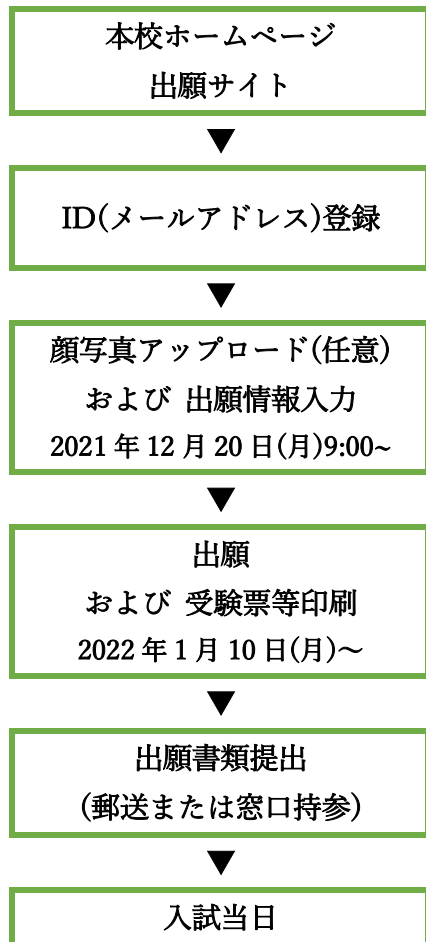 本校ホームページ
出願サイト
▼
ID(メールアドレス)登録
▼
顔写真アップロード(任意)
および 出願情報入力
2021 年 12 月 20 日(月)9:00~
▼
出願
および 受験票等印刷
2022 年 1 月 10 日(月)～
▼
出願書類提出
(郵送または窓口持参)
▼
入試当日